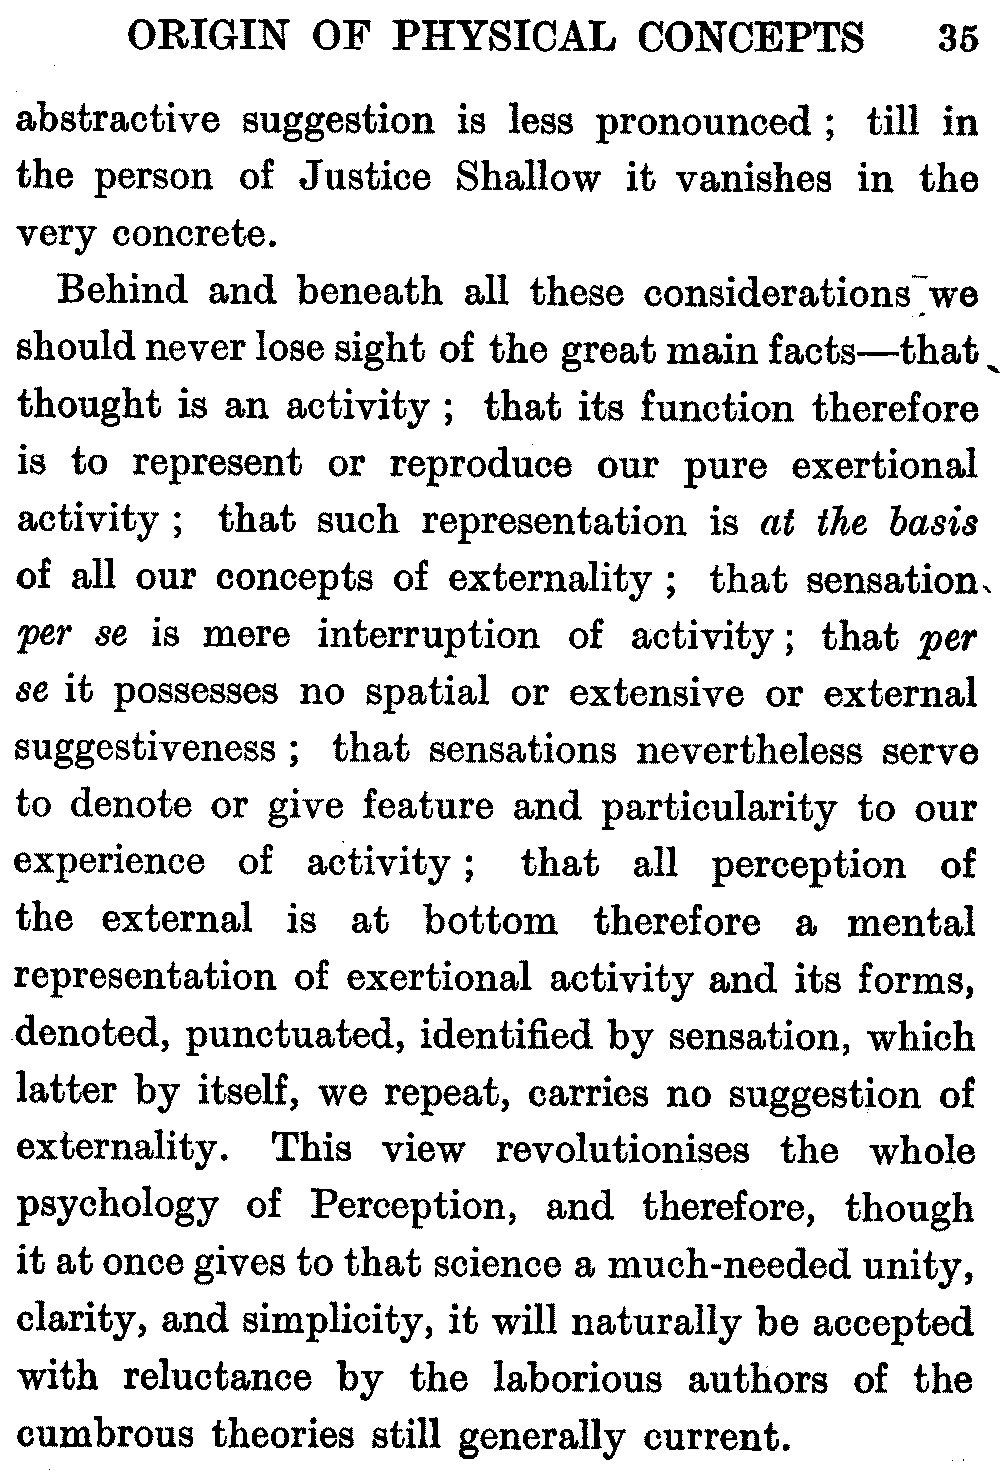 ORIGIN OF PHYSICAL CONCEPTS 35
abstractive suggestion is less pronounced ; till in
the person of Justice Shallow it vanishes in the
very concrete.
Behind and beneath all these considerations we
should never lose sight of the great main facts—that
thought is an activity ; that its function therefore
is to represent or reproduce our pure exertional
activity ; that such representation is at the basis
of all our concepts of externality ; that sensation
per se is mere interruption of activity ; that per
se it possesses no spatial or extensive or external
suggestiveness ; that sensations nevertheless serve
to denote or give feature and particularity to our
experience of activity ; that all perception of
the external is at bottom therefore a mental
representation of exertional activity and its forms,
denoted, punctuated, identified by sensation, which
latter by itself, we repeat, carries no suggestion of
externality. This view revolutionises the whole
psychology of Perception, and therefore, though
it at once gives to that science a much-needed unity,
clarity, and simplicity, it will naturally be accepted
with reluctance by the laborious authors of the
cumbrous theories still generally current.